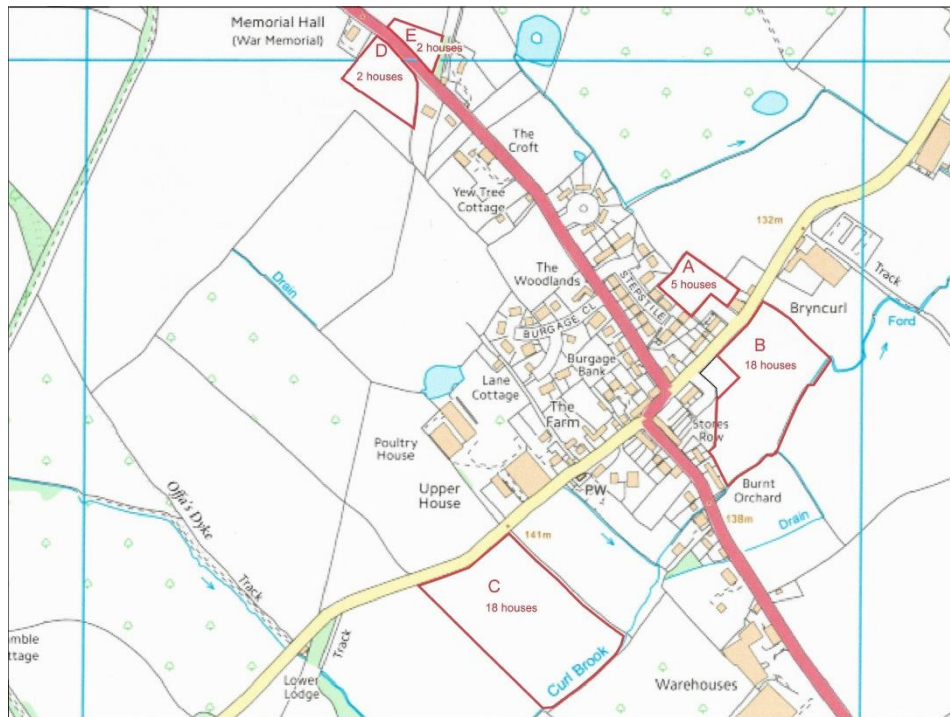 Memorial Hall
(War Memorial)
E
2 houses
D
2 houses
The
Croft
Yew Tree
Cottage
132m
A
5 houses
The
Woodlands
STEPSTILE
Track
Bryncurl
Ford
Drain
BURGAGE CL
B
18 houses
Burgage
Bank
Lane
Cottage
The
Farm
Stores
Row
Poultry
House
Upper
House
PW
Burnt
Orchard
Offa's Dyke
141m
138m
Drain
C
18 houses
Track
Track
Curl Brook
Lower
Lodge
Warehouses